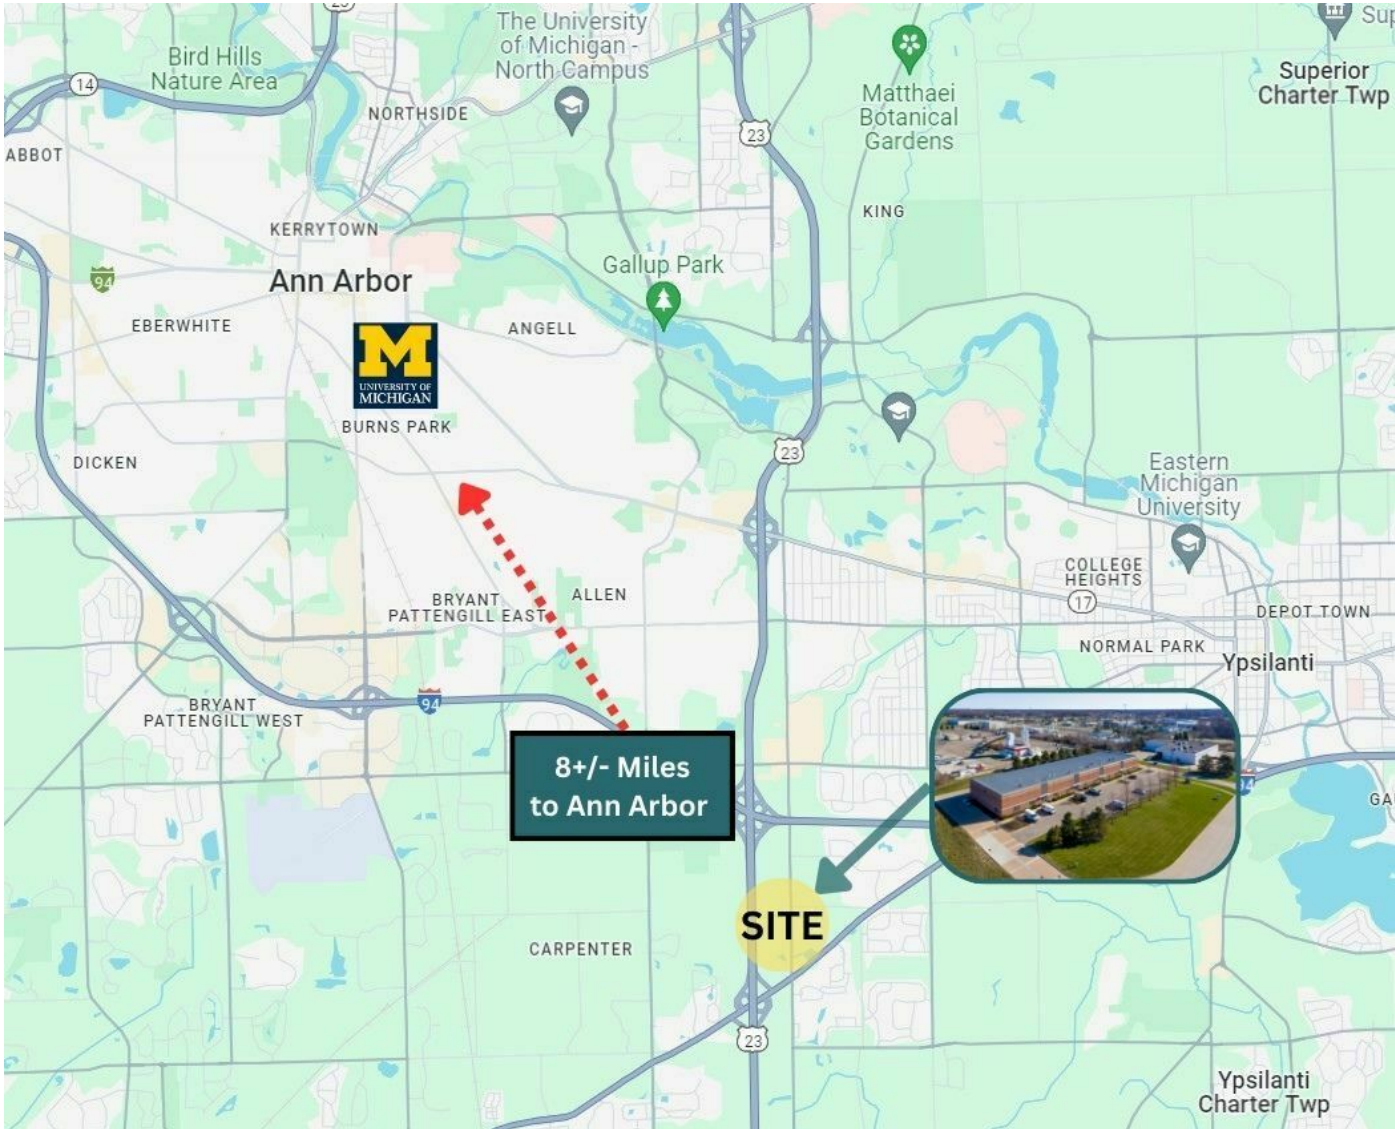 23
The University
of Michigan -
North Campus
Sup
Bird Hills
Nature Area
14
NORTHSIDE
Superior
Charter Twp
Matthaei
Botanical
Gardens
23
ABBOT
KING
KERRYTOWN
Ann Arbor
94
Gallup Park
EBERWHITE
ANGELL
M
UNIVERSITY OF
MICHIGAN
BURNS PARK
DICKEN
23
Eastern
Michigan
University
COLLEGE
HEIGHTS
17
ALLEN
BRYANT
PATTENGILL EAST
DEPOT TOWN
NORMAL PARK
Ypsilanti
BRYANT
PATTENGILL WEST
94
8+/- Miles
to Ann Arbor
94
GA
SITE
CARPENTER
23
Ypsilanti
Charter Twp